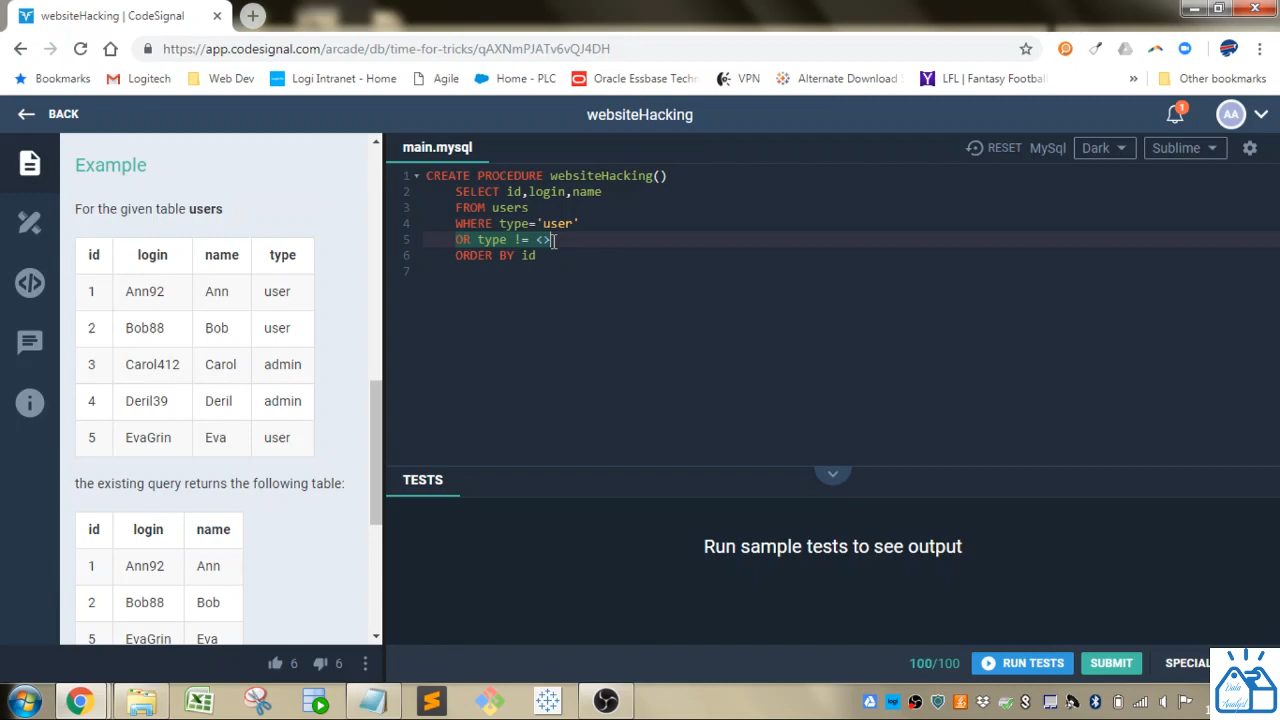 websiteHacking | CodeSignal
https://app.codesignal.com/arcade/db/time-for-tricks/qAXNmPJATv6vQJ4DH
Bookmarks
Logitech
Web Dev
Logi Intranet - Home
Agile
Home - PLC
Oracle Essbase Techn
VPN
Alternate Download
LFL | Fantasy Football
»
Other bookmarks
BACK
websiteHacking
1
AA
main.mysql
RESET
MySql
Dark
Sublime
Example
For the given table users
id login name type
1 Ann92 Ann user
2 Bob88 Bob user
3 Carol412 Carol admin
4 Deril39 Deril admin
5 EvaGrin Eva user
the existing query returns the following table:
id login name
1 Ann92 Ann
2 Bob88 Bob
5 EvaGrin Eva
6 6
1 CREATE PROCEDURE websiteHacking()
2 SELECT id,login,name
3 FROM users
4 WHERE type='user'
5 OR type != <>
6 ORDER BY id
7
TESTS
Run sample tests to see output
100/100
RUN TESTS
SUBMIT
SPECIAL
Data
Analyst